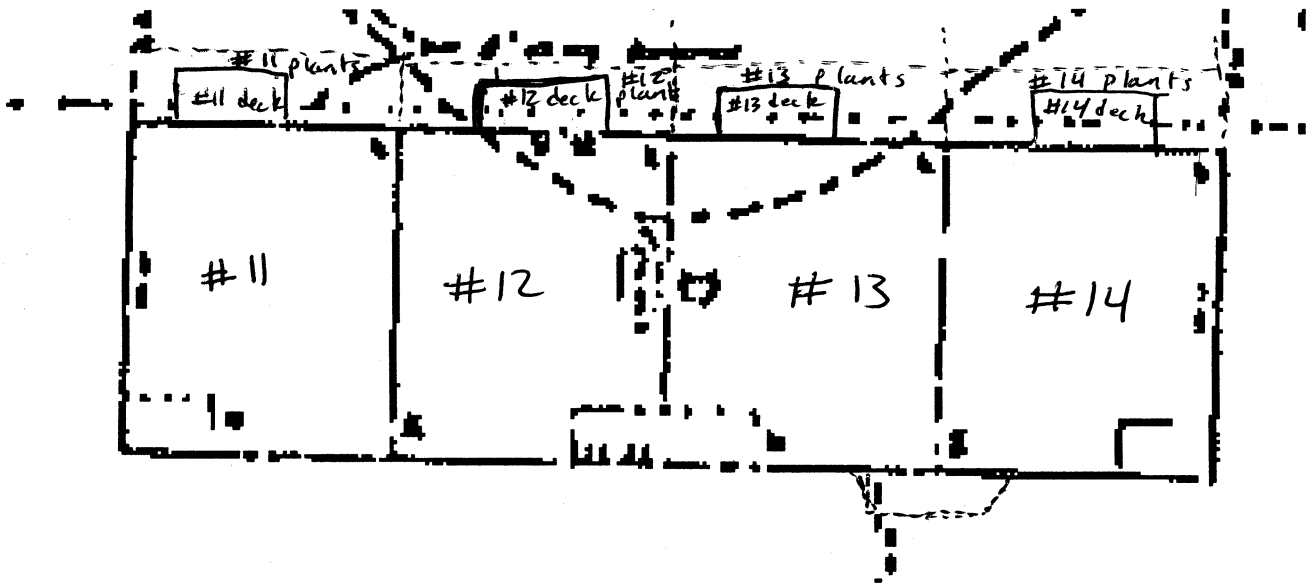 #11 plants
#11 deck
#12 deck
#12
plants
#13 plants
#13 deck
#14 plants
#14 deck
#11
#12
#13
#14